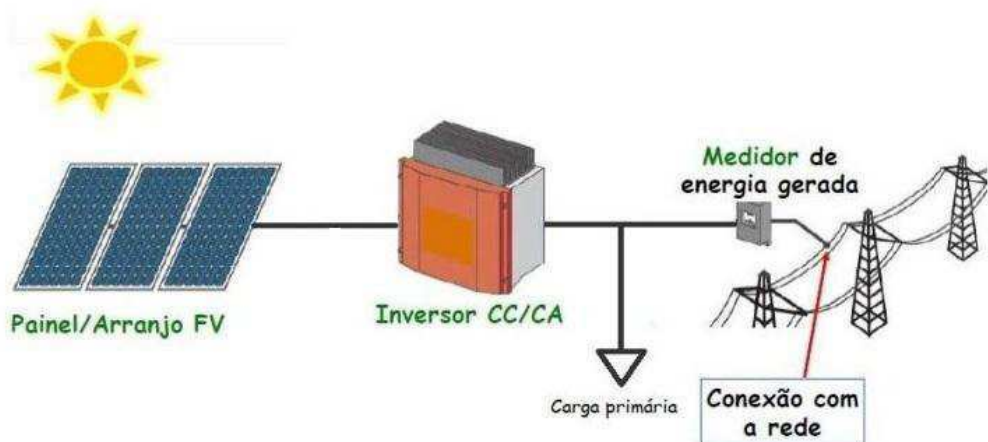 Medidor de
energia gerada
Painel/Arranjo FV
Inversor CC/CA
Carga primária
Conexão com
a rede